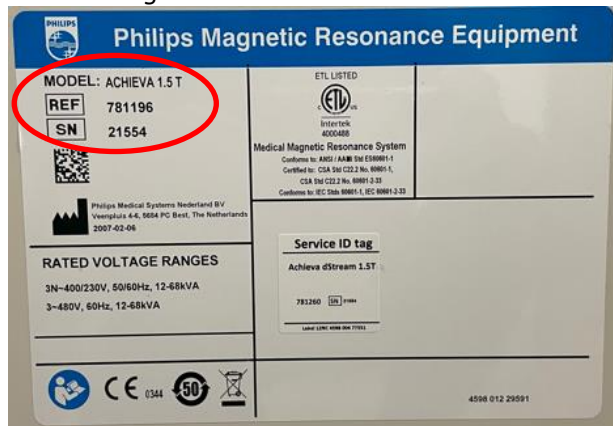 PHILIPS
Philips Magnetic Resonance Equipment
MODEL: ACHIEVA 1.5 T
REF 781196
SN 21554
Philips Medical Systems Nederland BV
Veenpluis 4-6, 5684 PC Best, The Netherlands
2007-02-06
ETL LISTED
C ETL US
Intertek
4000488
Medical Magnetic Resonance System
Conforms to: ANSI / AAMI Std ES60601-1
Certified to: CSA Std C22.2 No. 60601-1,
CSA Std C22.2 No. 60601-2-33
Conforms to: IEC Stds 60601-1, IEC 60601-2-33
RATED VOLTAGE RANGES
3N~400/230V, 50/60Hz, 12-68kVA
3~480V, 60Hz, 12-68kVA
Service ID tag
Achieva dStream 1.5T
781260 SN
CE 0344
50
4598 012 29591